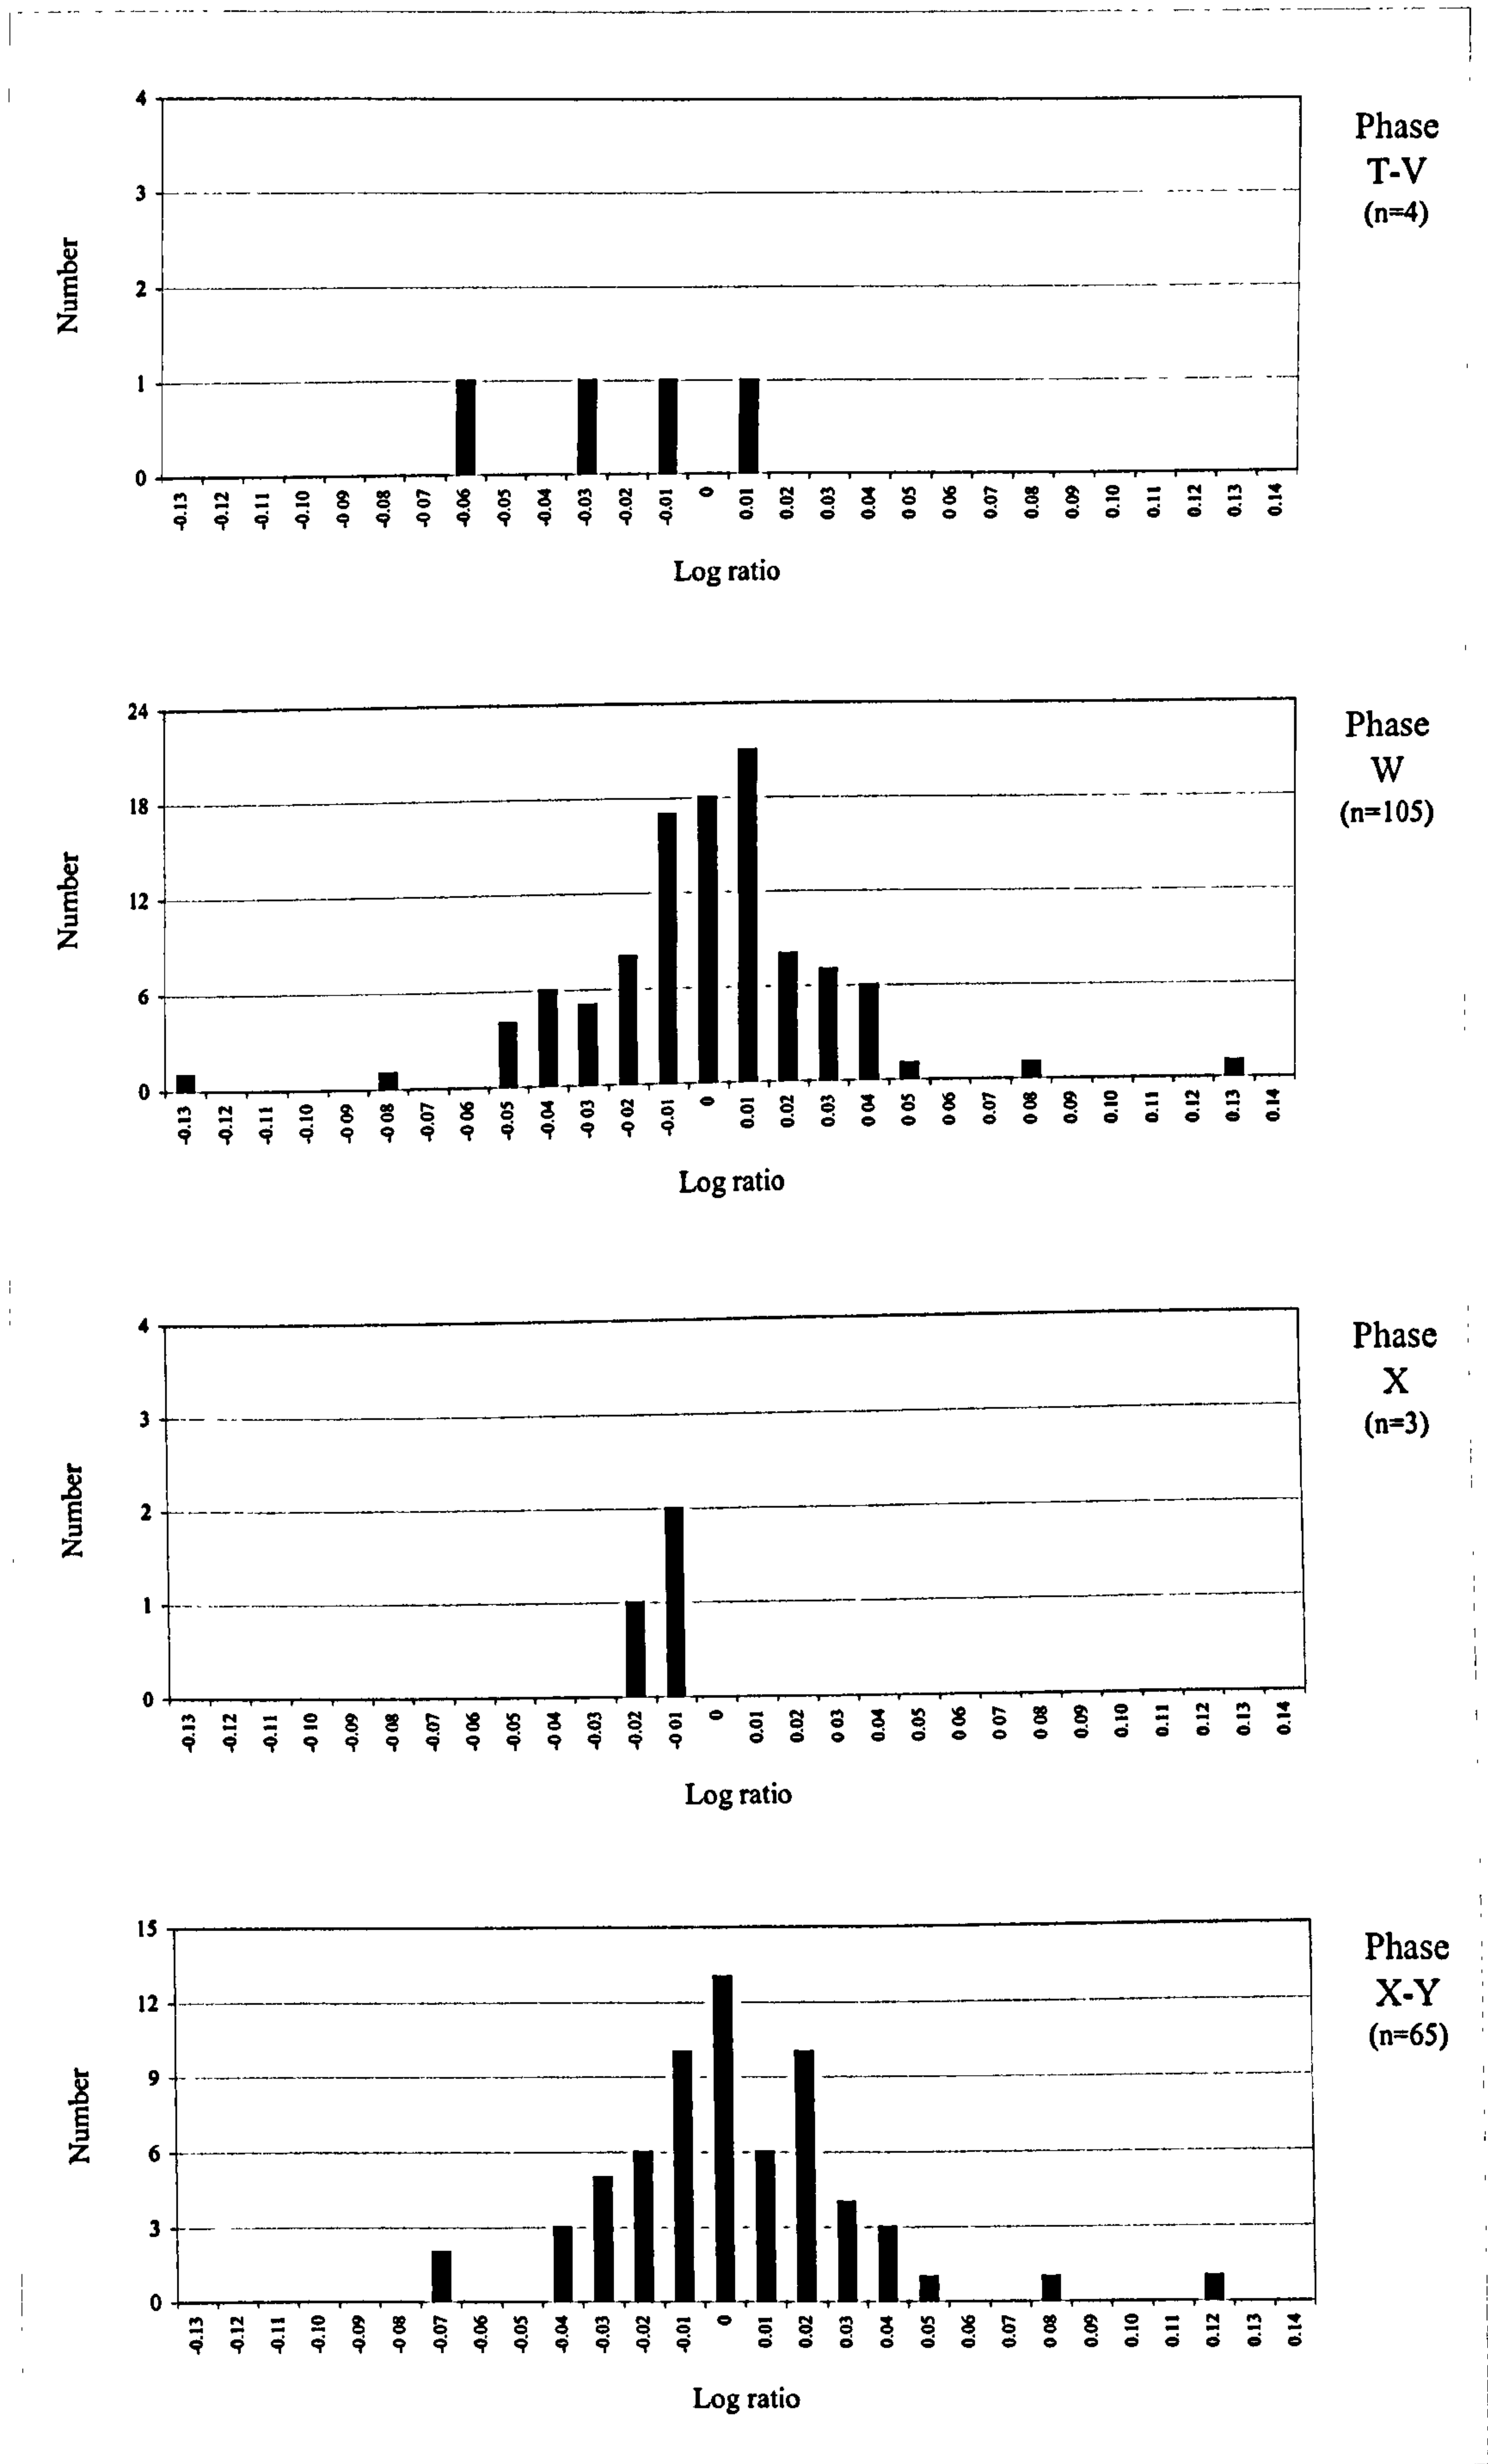 4
3
2
1
0
Number
-0.13 -0.12 -0.11 -0.10 -0 09 -0.08 -0.07 -0.06 -0.05 -0.04 -0.03 -0.02 -0.01 0 0.01 0.02 0.03 0.04 0 05 0 06 0.07 0.08 0.09 0.10 0.11 0.12 0.13 0.14
Log ratio
Phase
T-V
(n=4)
24
18
12
6
0
Number
-0.13 -0.12 -0.11 -0.10 -0 09 -0 08 -0.07 -0 06 -0.05 -0.04 -0 03 -0 02 -0.01 0 0.01 0.02 0.03 0 04 0 05 0 06 0.07 0 08 0.09 0.10 0.11 0.12 0.13 0.14
Log ratio
Phase
W
(n=105)
4
3
2
1
0
Number
-0.13 -0.12 -0.11 -0.10 -0.09 -0 08 -0.07 -0.06 -0.05 -0.04 -0.03 -0.02 -0 01 0 0.01 0.02 0 03 0.04 0.05 0 06 0 07 0 08 0.09 0.10 0.11 0.12 0.13 0.14
Log ratio
Phase
X
(n=3)
15
12
9
6
3
0
Number
-0.13 -0.12 -0.11 -0.10 -0.09 -0 08 -0.07 -0.06 -0.05 -0.04 -0.03 -0.02 -0.01 0 0.01 0.02 0.03 0.04 0.05 0.06 0.07 0 08 0.09 0.10 0.11 0.12 0.13 0.14
Log ratio
Phase
X-Y
(n=65)